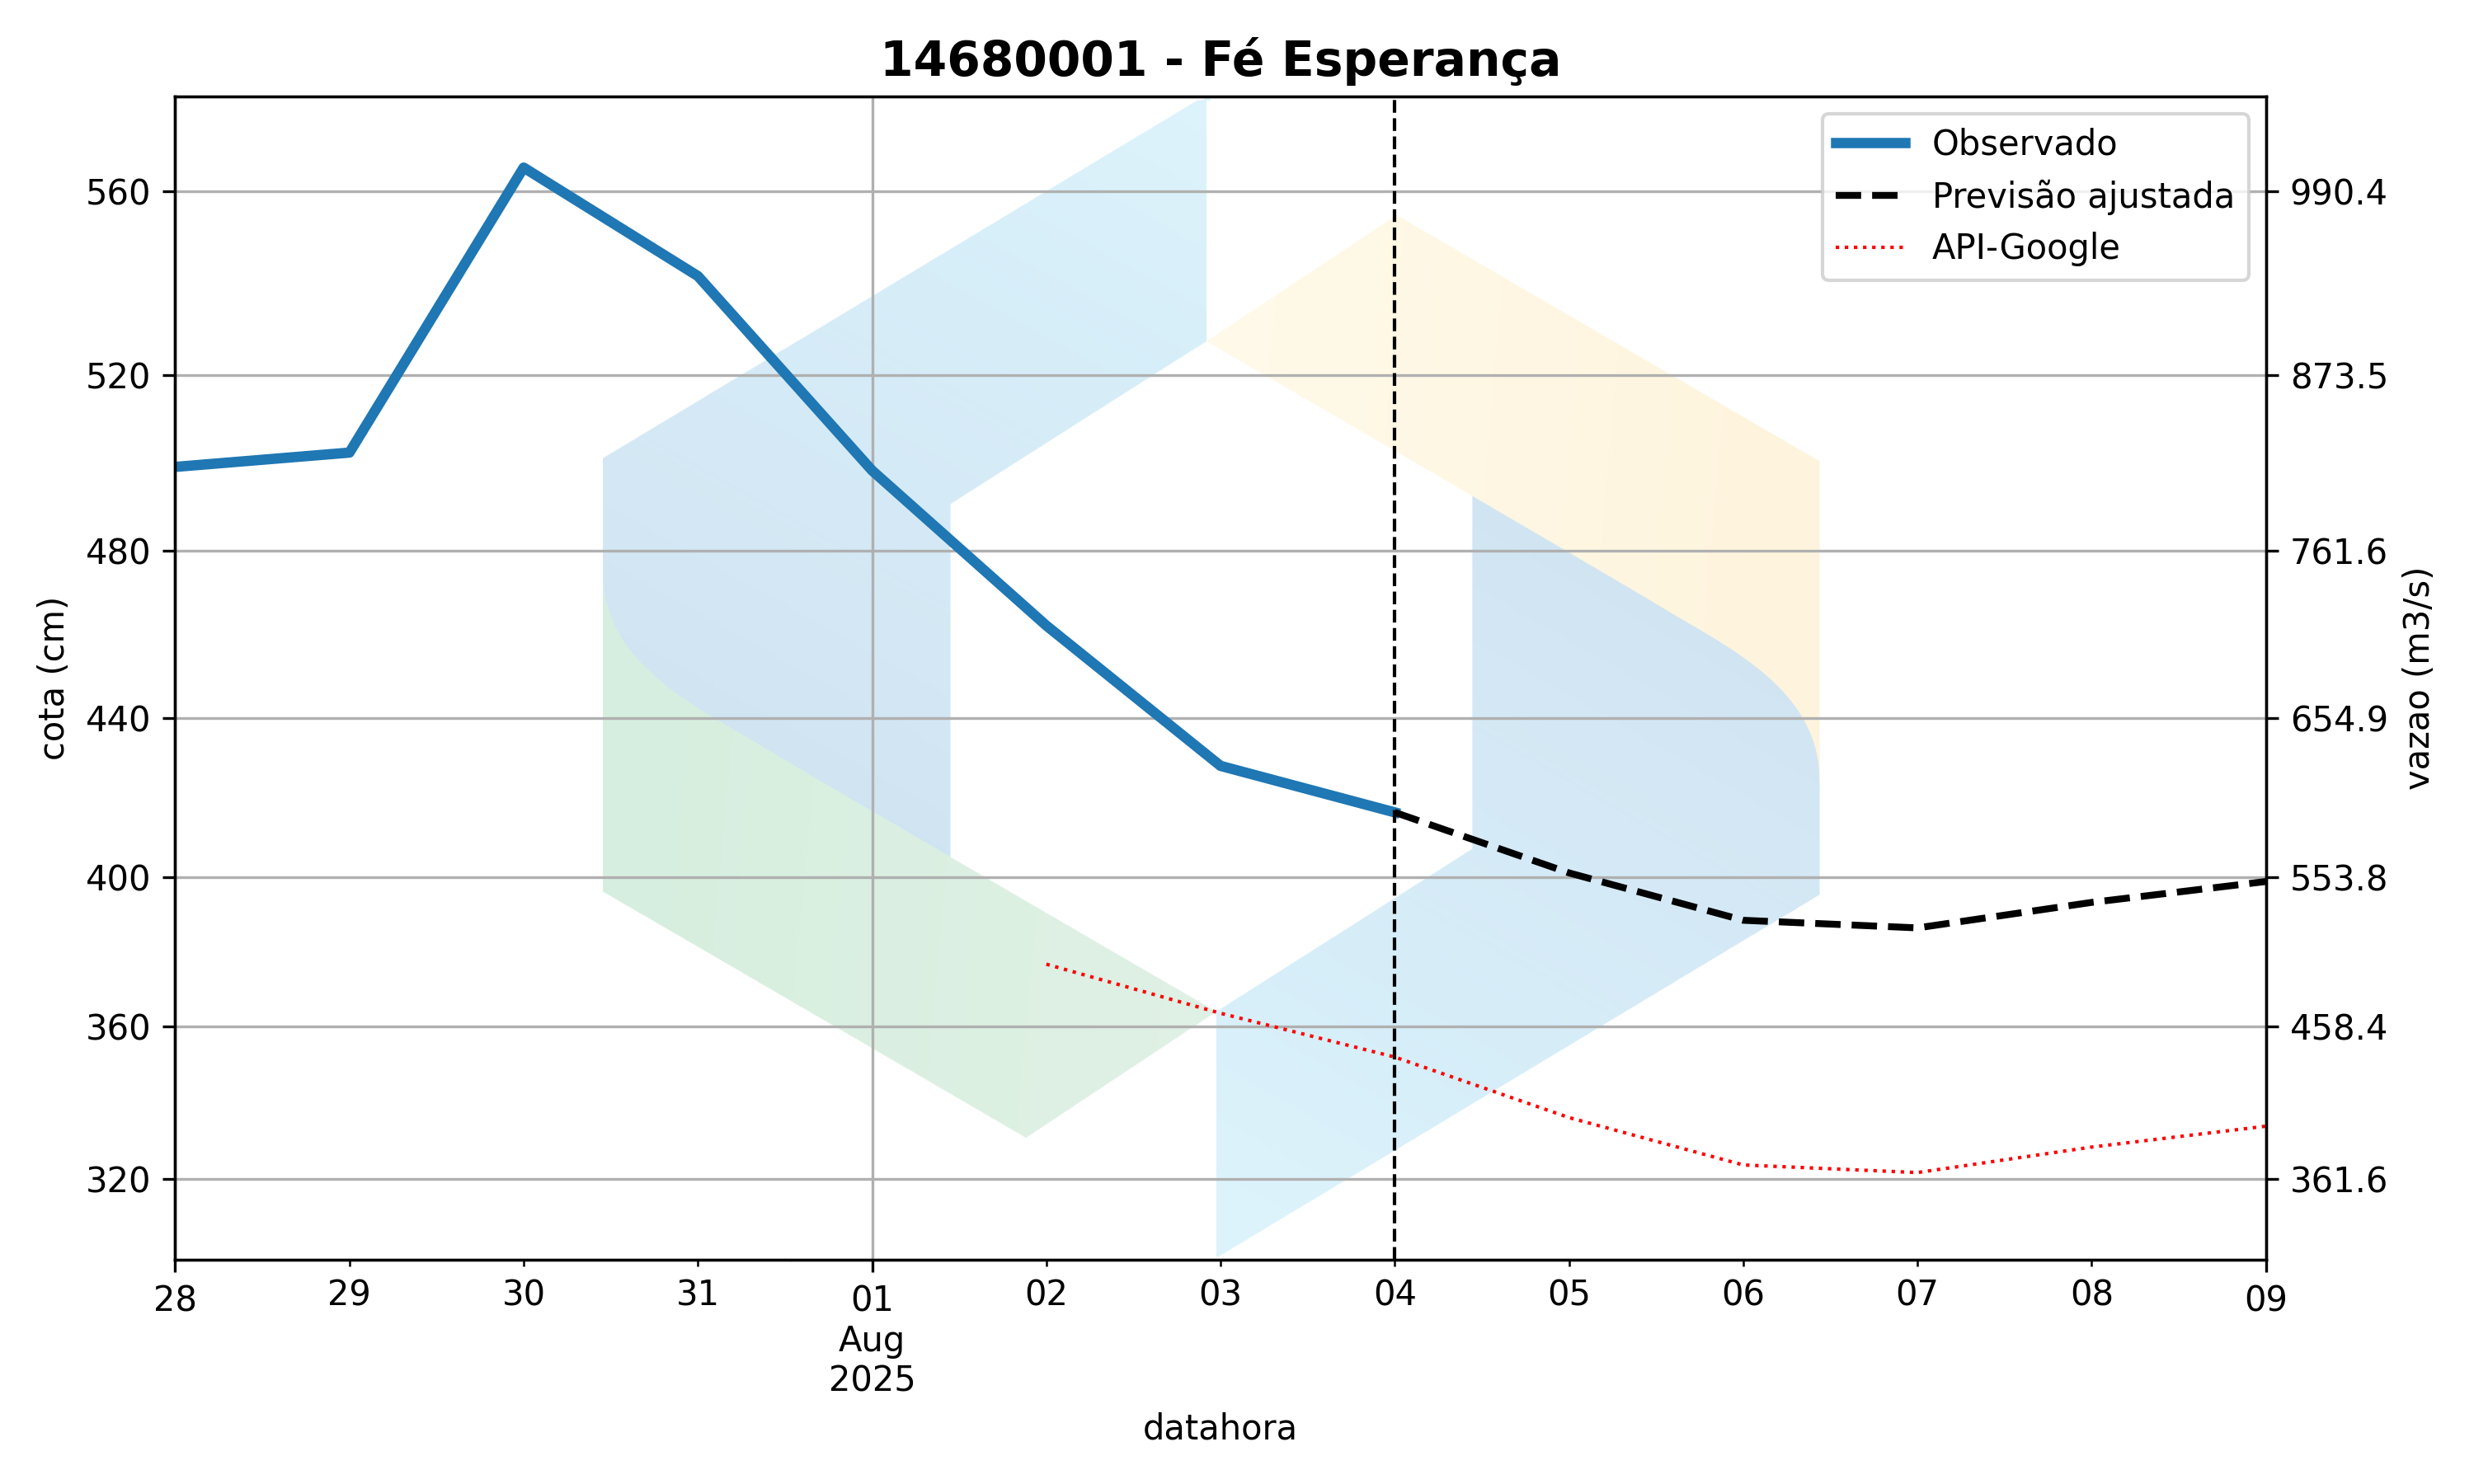 14680001 - Fé Esperança
Observado
Previsão ajustada
API-Google
cota (cm)
560
520
480
440
400
360
320
990.4
873.5
761.6
654.9
553.8
458.4
361.6
vazao (m3/s)
28 29 30 31 01 02 03 04 05 06 07 08 09
Aug
2025
datahora